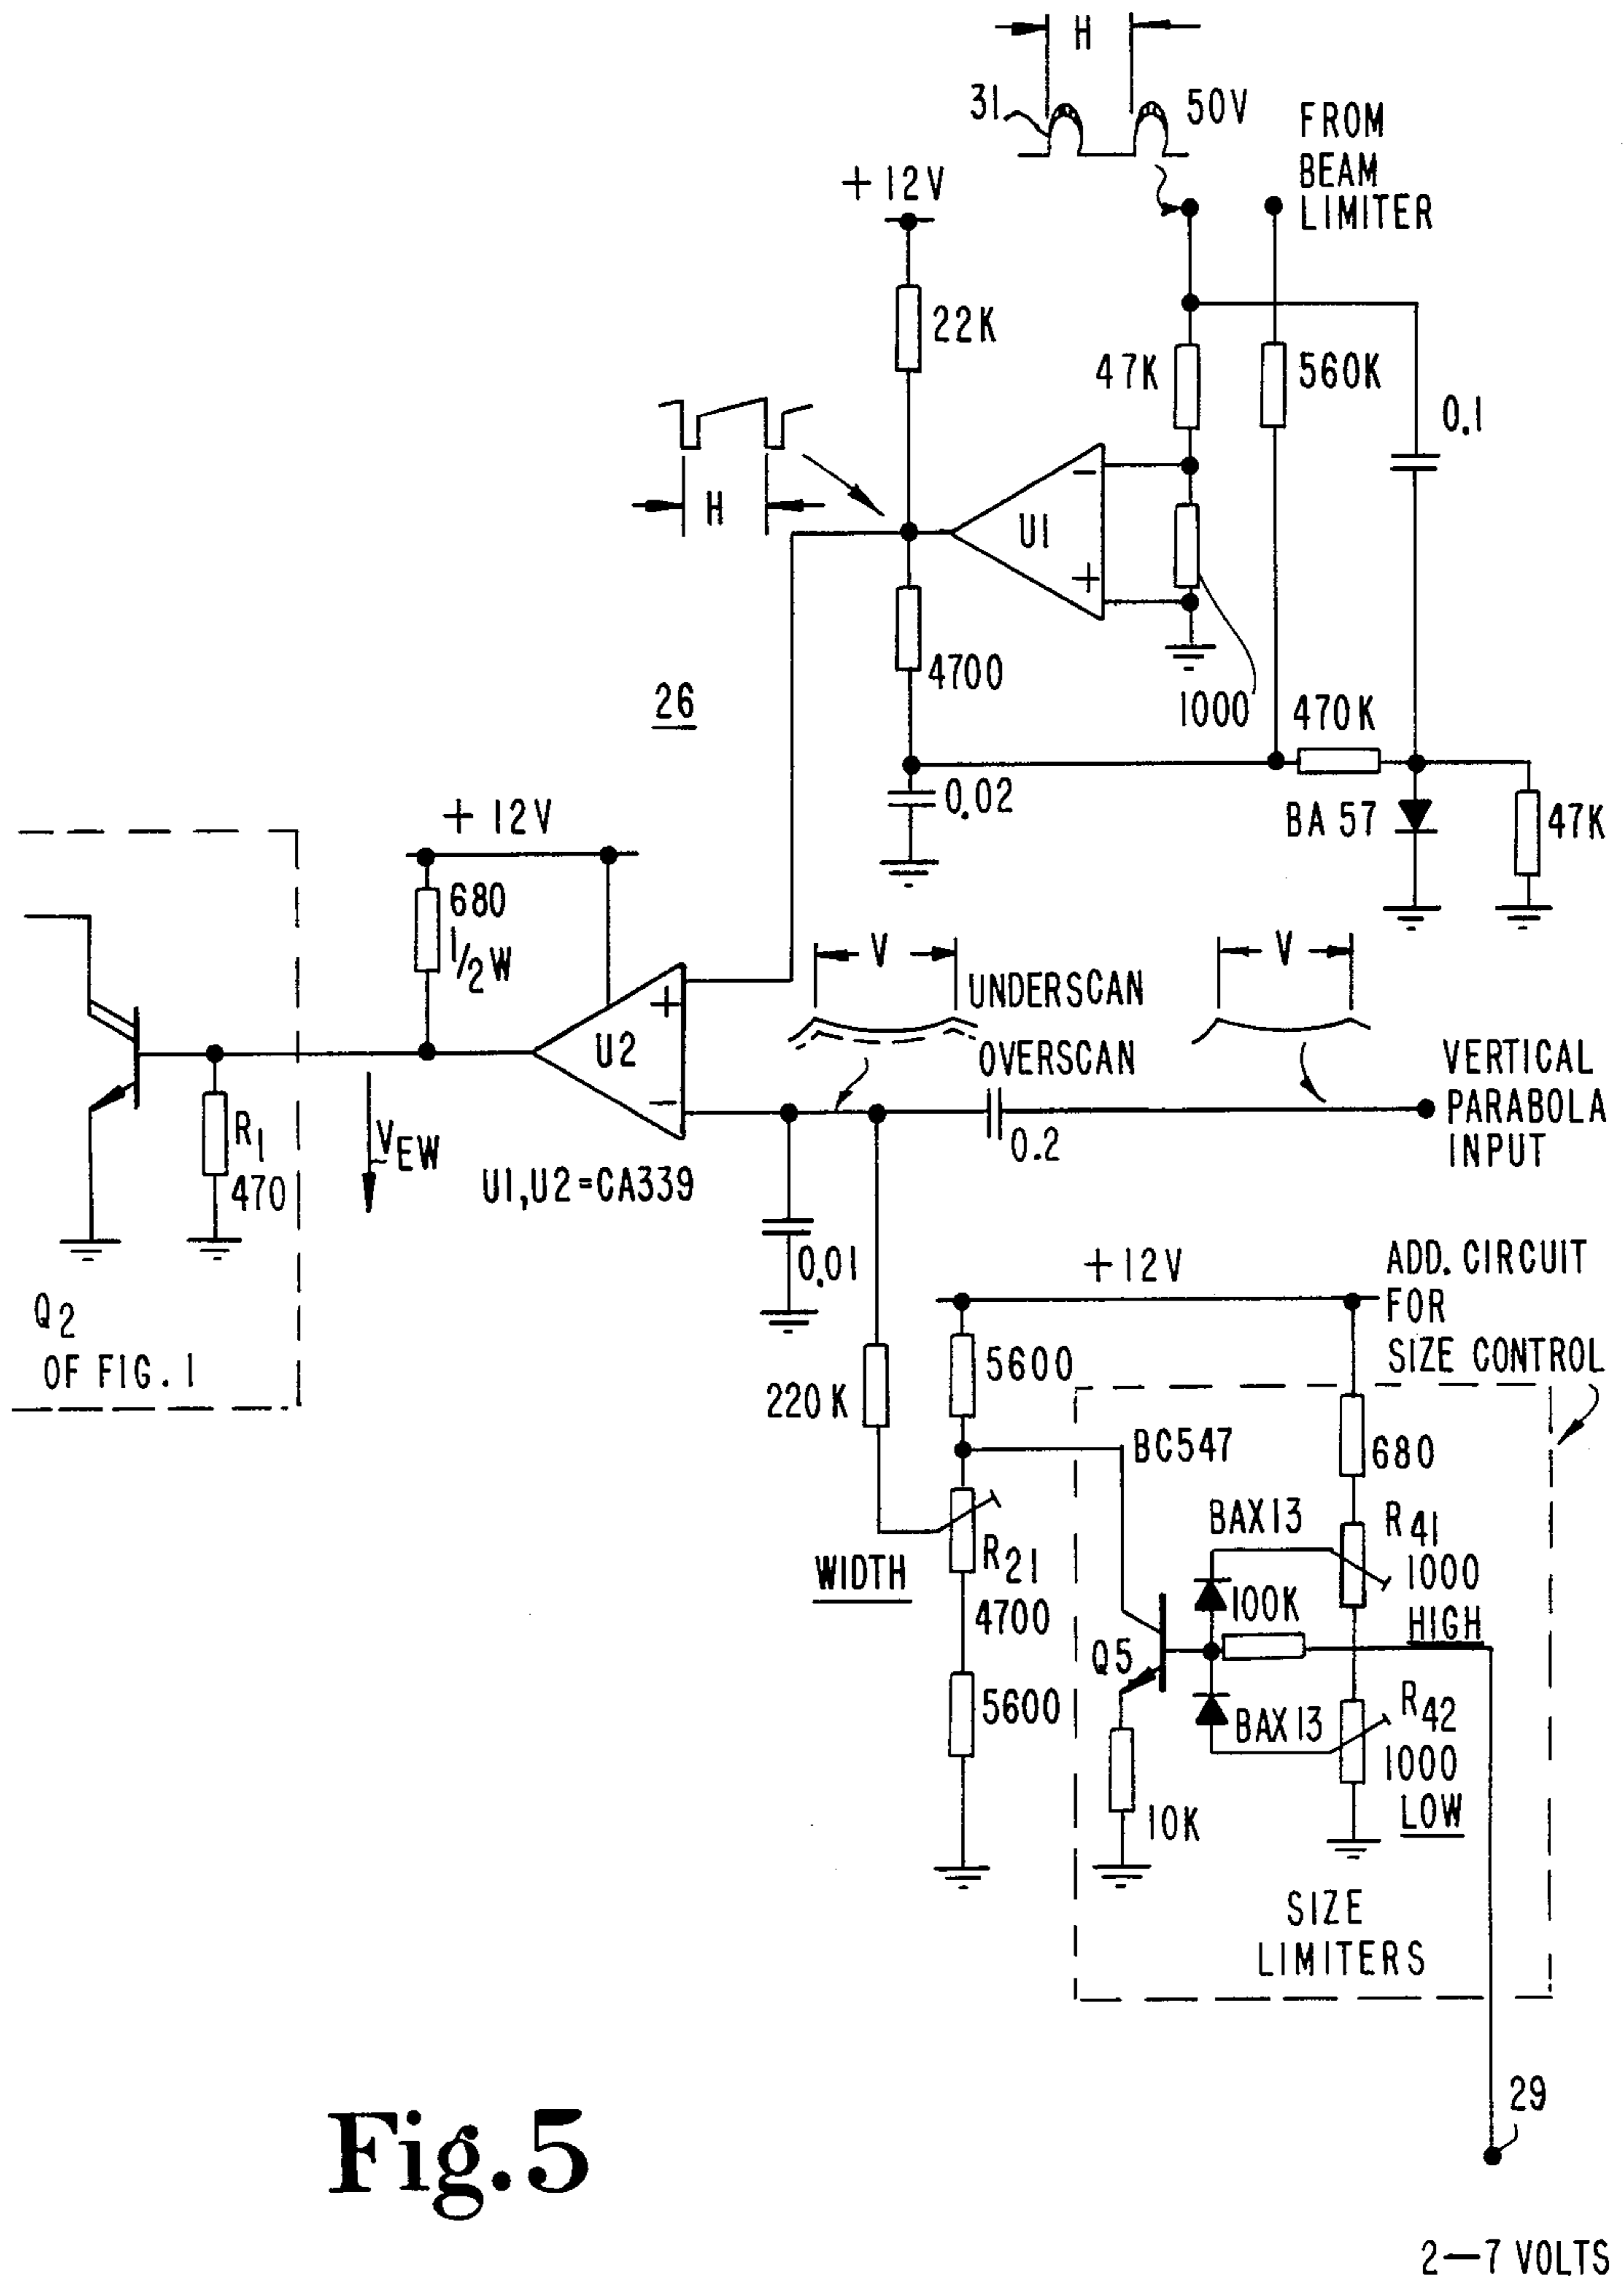 H
31
50V
FROM
BEAM
LIMITER
+12V
22K
47K
560K
0.1
H
U1
−
+
4700
1000
470K
26
0.02
BA 57
47K
+ 12V
680
1/2 W
V
V
UNDERSCAN
OVERSCAN
U2
+
−
VERTICAL
PARABOLA
INPUT
R1
470
VEW
U1, U2=CA339
0.2
0.01
Q2
OF FIG. 1
+12V
ADD. CIRCUIT
FOR
SIZE CONTROL
5600
220 K
BC547
680
BAX13
R41
1000
HIGH
WIDTH
R21
4700
100K
Q5
5600
BAX13
R42
1000
LOW
10K
SIZE
LIMITERS
29
Fig. 5
2—7 VOLTS